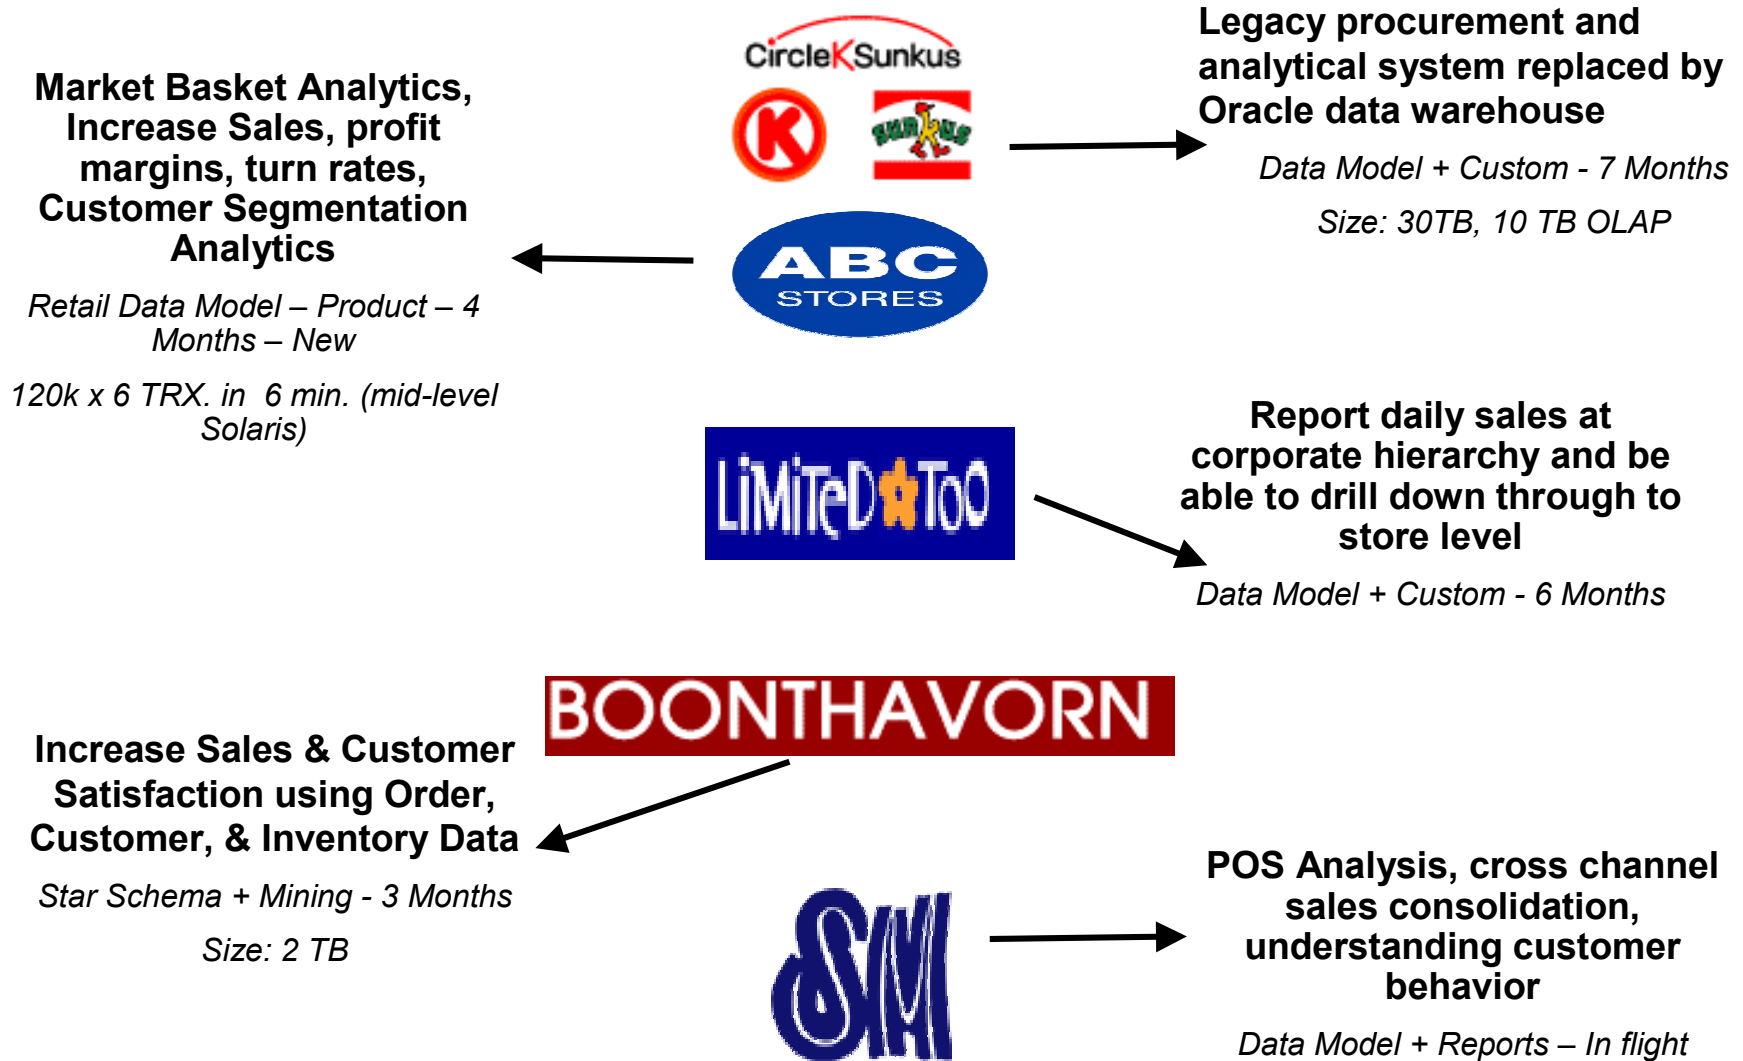 CircleKSunkus
K
sunkus
Legacy procurement and
analytical system replaced by
Oracle data warehouse
Data Model + Custom - 7 Months
Size: 30TB, 10 TB OLAP
Market Basket Analytics,
Increase Sales, profit
margins, turn rates,
Customer Segmentation
Analytics
Retail Data Model – Product – 4
Months – New
120k x 6 TRX. in  6 min. (mid-level
Solaris)
ABC
STORES
LiMiTeD TOO
Report daily sales at
corporate hierarchy and be
able to drill down through to
store level
Data Model + Custom - 6 Months
BOONTHAVORN
Increase Sales & Customer
Satisfaction using Order,
Customer, & Inventory Data
Star Schema + Mining - 3 Months
Size: 2 TB
SM
POS Analysis, cross channel
sales consolidation,
understanding customer
behavior
Data Model + Reports – In flight